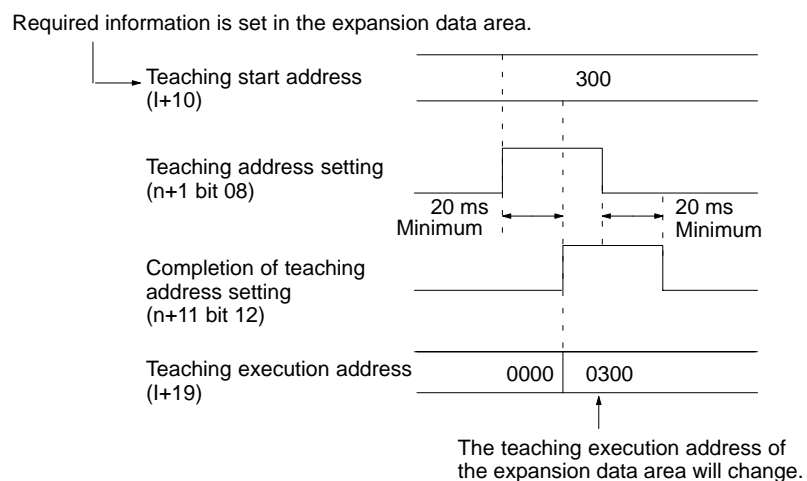 Required information is set in the expansion data area.
Teaching start address
(I+10)
300
Teaching address setting
(n+1 bit 08)
20 ms
Minimum
20 ms
Minimum
Completion of teaching
address setting
(n+11 bit 12)
Teaching execution address
(I+19)
0000
0300
The teaching execution address of
the expansion data area will change.